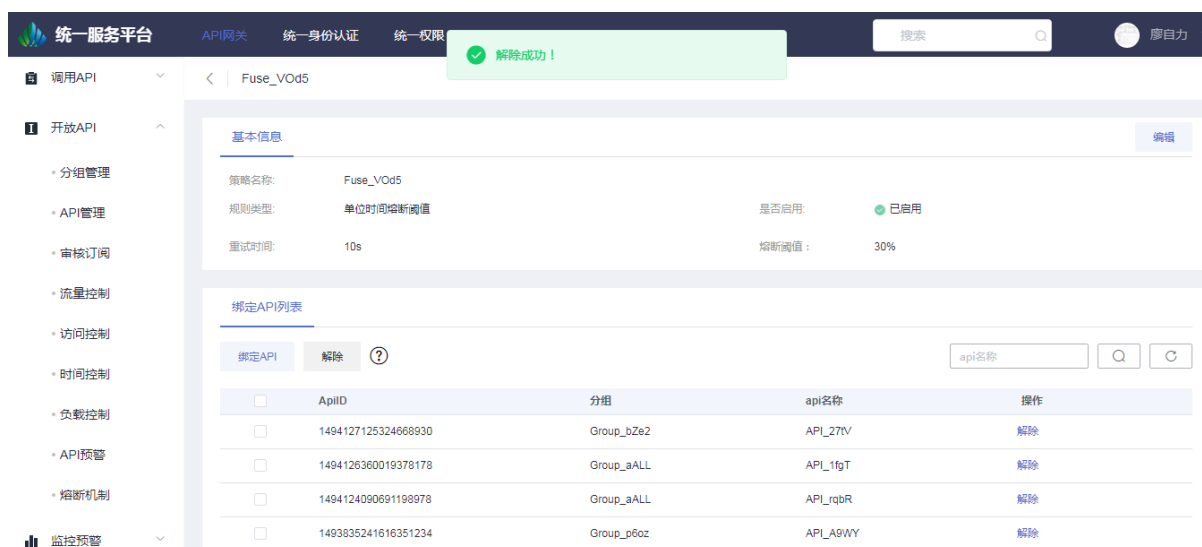 统一服务平台 API网关 统一身份认证 统一权限 解除成功！ 搜索 廖自力
调用API Fuse_VOd5
开放API 基本信息 编辑
分组管理 策略名称: Fuse_VOd5
API管理 规则类型: 单位时间熔断阈值 是否启用: 已启用
审核订阅 重试时间: 10s 熔断阈值： 30%
流量控制 绑定API列表
访问控制 绑定API 解除 ? api名称
时间控制
负载控制 ApiID 分组 api名称 操作
1494127125324668930 Group_bZe2 API_27tV 解除
API预警 1494126360019378178 Group_aALL API_1fgT 解除
熔断机制 1494124090691198978 Group_aALL API_rqbR 解除
监控预警 1493835241616351234 Group_p6oz API_A9WY 解除